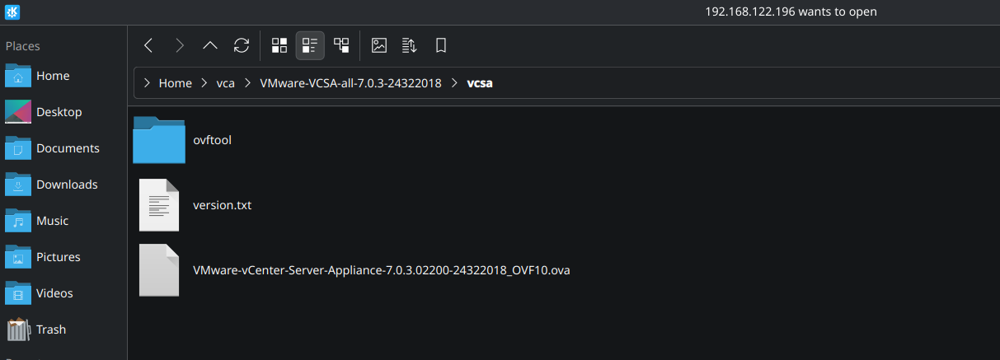 192.168.122.196 wants to open
Places
Home
Desktop
Documents
Downloads
Music
Pictures
Videos
Trash
Home vca VMware-VCSA-all-7.0.3-24322018 vcsa
ovftool
version.txt
VMware-vCenter-Server-Appliance-7.0.3.02200-24322018_OVF10.ova